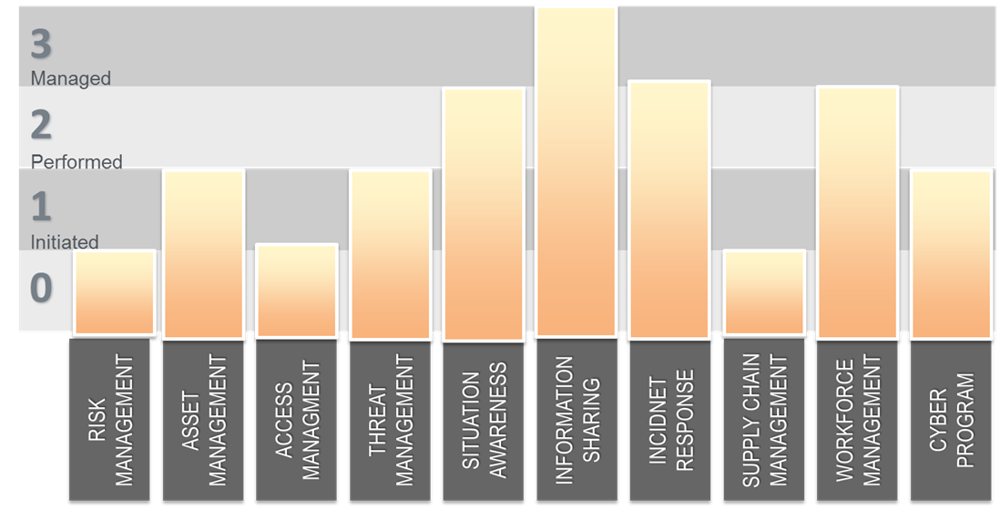 3
Managed
2
Performed
1
Initiated
0
RISK
MANAGEMENT
ASSET
MANAGEMENT
ACCESS
MANAGMENT
THREAT
MANAGEMENT
SITUATION
AWARENESS
INFORMATION
SHARING
INCIDNET
RESPONSE
SUPPLY CHAIN
MANAGEMENT
WORKFORCE
MANAGEMENT
CYBER
PROGRAM